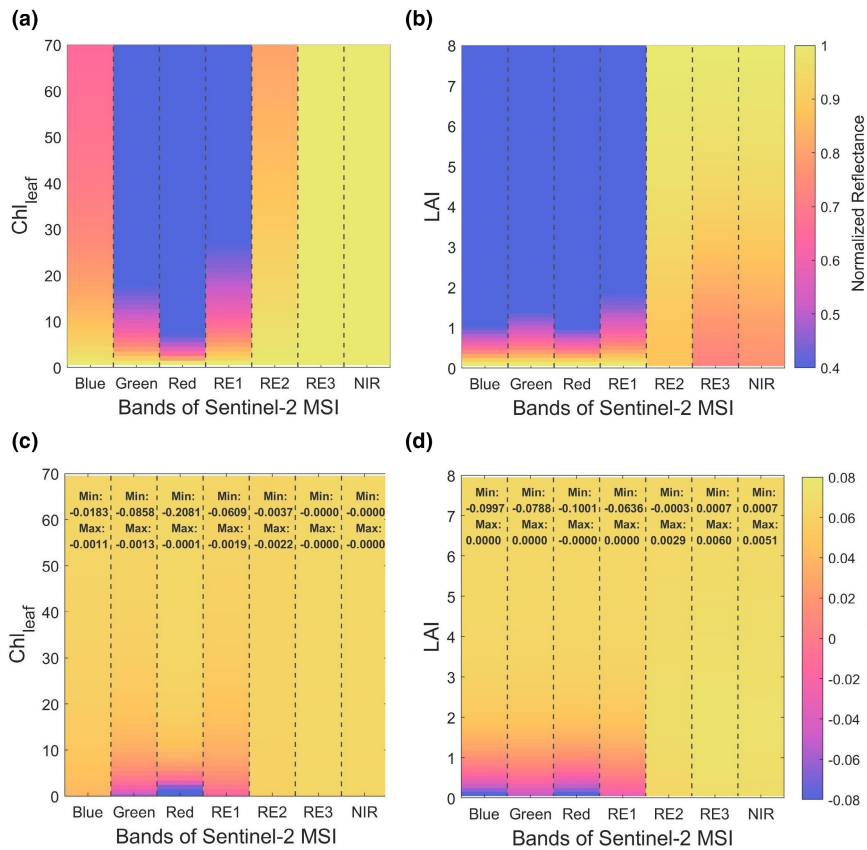 (a)
70
60
50
40
30
20
10
0
Chl_leaf
Blue Green Red RE1 RE2 RE3 NIR
Bands of Sentinel-2 MSI
(b)
8
7
6
5
4
3
2
1
0
LAI
Blue Green Red RE1 RE2 RE3 NIR
Bands of Sentinel-2 MSI
1
0.9
0.8
0.7
0.6
0.5
0.4
Normalized Reflectance
(c)
70
60
50
40
30
20
10
0
Chl_leaf
Min: Min: Min: Min: Min: Min: Min:
-0.0183 -0.0858 -0.2081 -0.0609 -0.0037 -0.0000 -0.0000
Max: Max: Max: Max: Max: Max: Max:
-0.0011 -0.0013 -0.0001 -0.0019 -0.0022 -0.0000 -0.0000
Blue Green Red RE1 RE2 RE3 NIR
Bands of Sentinel-2 MSI
(d)
8
7
6
5
4
3
2
1
0
LAI
Min: Min: Min: Min: Min: Min: Min:
-0.0997 -0.0788 -0.1001 -0.0636 -0.0003 0.0007 0.0007
Max: Max: Max: Max: Max: Max: Max:
0.0000 0.0000 -0.0000 0.0000 0.0029 0.0060 0.0051
Blue Green Red RE1 RE2 RE3 NIR
Bands of Sentinel-2 MSI
0.08
0.06
0.04
0.02
0
-0.02
-0.04
-0.06
-0.08